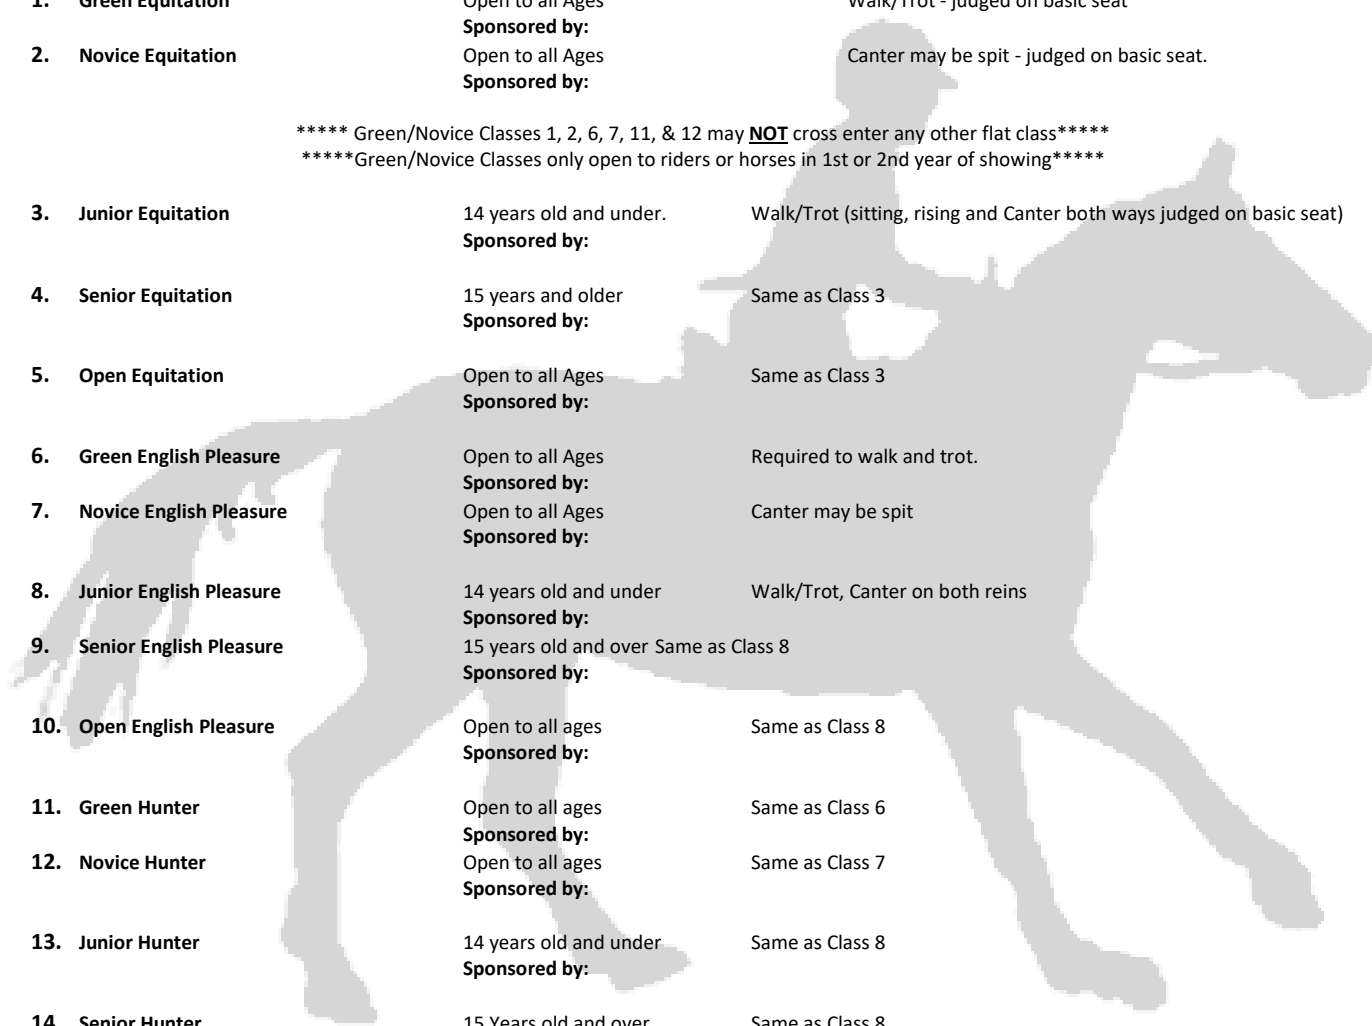 1. Green Equitation Open to all Ages Walk/Trot - judged on basic seat
Sponsored by:
2. Novice Equitation Open to all Ages Canter may be spit - judged on basic seat.
Sponsored by:
***** Green/Novice Classes 1, 2, 6, 7, 11, & 12 may NOT cross enter any other flat class*****
*****Green/Novice Classes only open to riders or horses in 1st or 2nd year of showing*****
3. Junior Equitation 14 years old and under. Walk/Trot (sitting, rising and Canter both ways judged on basic seat)
Sponsored by:
4. Senior Equitation 15 years and older Same as Class 3
Sponsored by:
5. Open Equitation Open to all Ages Same as Class 3
Sponsored by:
6. Green English Pleasure Open to all Ages Required to walk and trot.
Sponsored by:
7. Novice English Pleasure Open to all Ages Canter may be spit
Sponsored by:
8. Junior English Pleasure 14 years old and under Walk/Trot, Canter on both reins
Sponsored by:
9. Senior English Pleasure 15 years old and over Same as Class 8
Sponsored by:
10. Open English Pleasure Open to all ages Same as Class 8
Sponsored by:
11. Green Hunter Open to all ages Same as Class 6
Sponsored by:
12. Novice Hunter Open to all ages Same as Class 7
Sponsored by:
13. Junior Hunter 14 years old and under Same as Class 8
Sponsored by:
14. Senior Hunter 15 Years old and over Same as Class 8